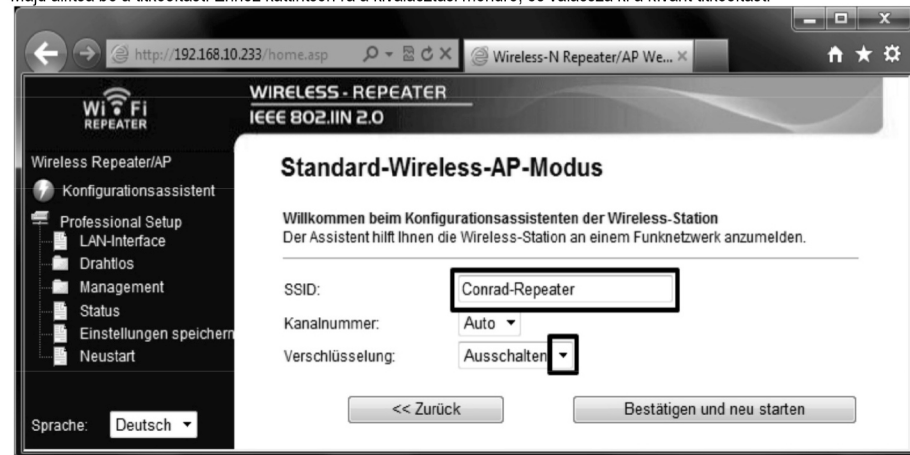 http://192.168.10.233/home.asp
Wireless-N Repeater/AP We...
Wi Fi
REPEATER
WIRELESS - REPEATER
IEEE 802.11N 2.0
Wireless Repeater/AP
Konfigurationsassistent
Professional Setup
LAN-Interface
Drahtlos
Management
Status
Einstellungen speichern
Neustart
Sprache: Deutsch
Standard-Wireless-AP-Modus
Willkommen beim Konfigurationsassistenten der Wireless-Station
Der Assistent hilft Ihnen die Wireless-Station an einem Funknetzwerk anzumelden.
SSID: Conrad-Repeater
Kanalnummer: Auto
Verschlüsselung: Ausschalten
<< Zurück
Bestätigen und neu starten